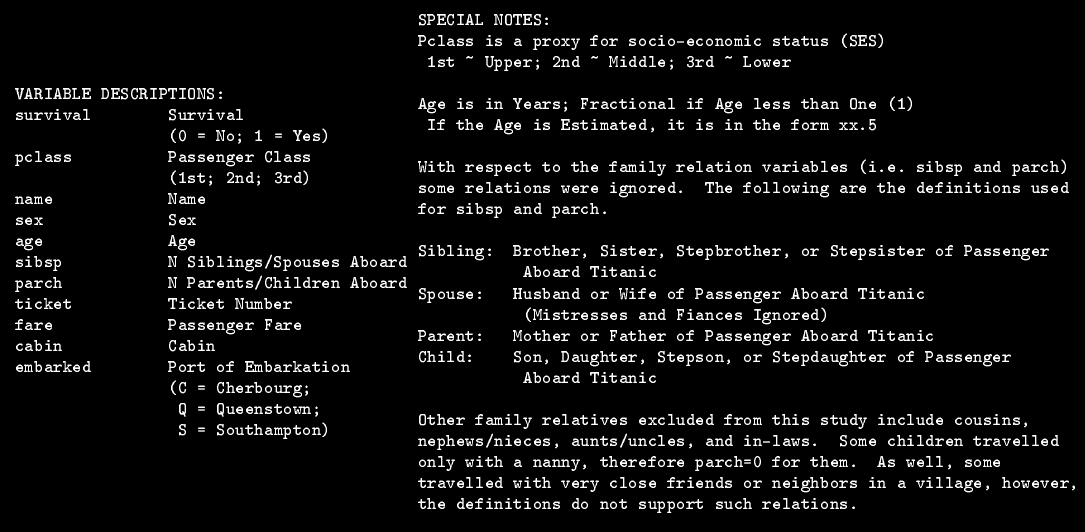 VARIABLE DESCRIPTIONS:
survival Survival
(0 = No; 1 = Yes)
pclass Passenger Class
(1st; 2nd; 3rd)
name Name
sex Sex
age Age
sibsp N Siblings/Spouses Aboard
parch N Parents/Children Aboard
ticket Ticket Number
fare Passenger Fare
cabin Cabin
embarked Port of Embarkation
(C = Cherbourg;
Q = Queenstown;
S = Southampton)
SPECIAL NOTES:
Pclass is a proxy for socio-economic status (SES)
1st ~ Upper; 2nd ~ Middle; 3rd ~ Lower
Age is in Years; Fractional if Age less than One (1)
If the Age is Estimated, it is in the form xx.5
With respect to the family relation variables (i.e. sibsp and parch)
some relations were ignored. The following are the definitions used
for sibsp and parch.
Sibling: Brother, Sister, Stepbrother, or Stepsister of Passenger
Aboard Titanic
Spouse: Husband or Wife of Passenger Aboard Titanic
(Mistresses and Fiances Ignored)
Parent: Mother or Father of Passenger Aboard Titanic
Child: Son, Daughter, Stepson, or Stepdaughter of Passenger
Aboard Titanic
Other family relatives excluded from this study include cousins,
nephews/nieces, aunts/uncles, and in-laws. Some children travelled
only with a nanny, therefore parch=0 for them. As well, some
travelled with very close friends or neighbors in a village, however,
the definitions do not support such relations.